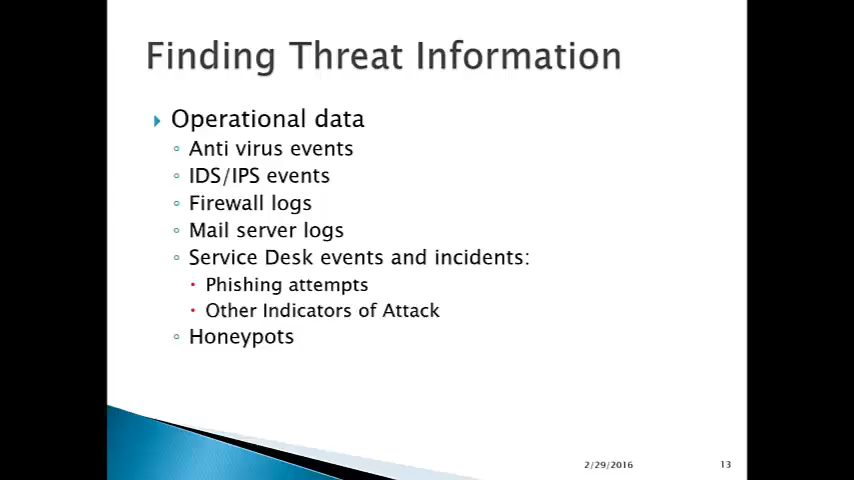 Finding Threat Information
Operational data
Anti virus events
IDS/IPS events
Firewall logs
Mail server logs
Service Desk events and incidents:
Phishing attempts
Other Indicators of Attack
Honeypots
2/29/2016
13